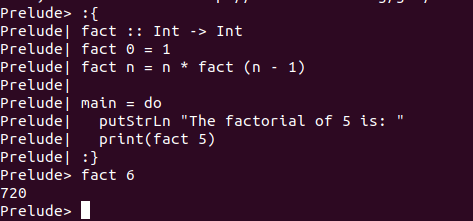 Prelude> :{
Prelude| fact :: Int -> Int
Prelude| fact 0 = 1
Prelude| fact n = n * fact (n - 1)
Prelude|
Prelude| main = do
Prelude|   putStrLn "The factorial of 5 is: "
Prelude|   print(fact 5)
Prelude| :}
Prelude> fact 6
720
Prelude>